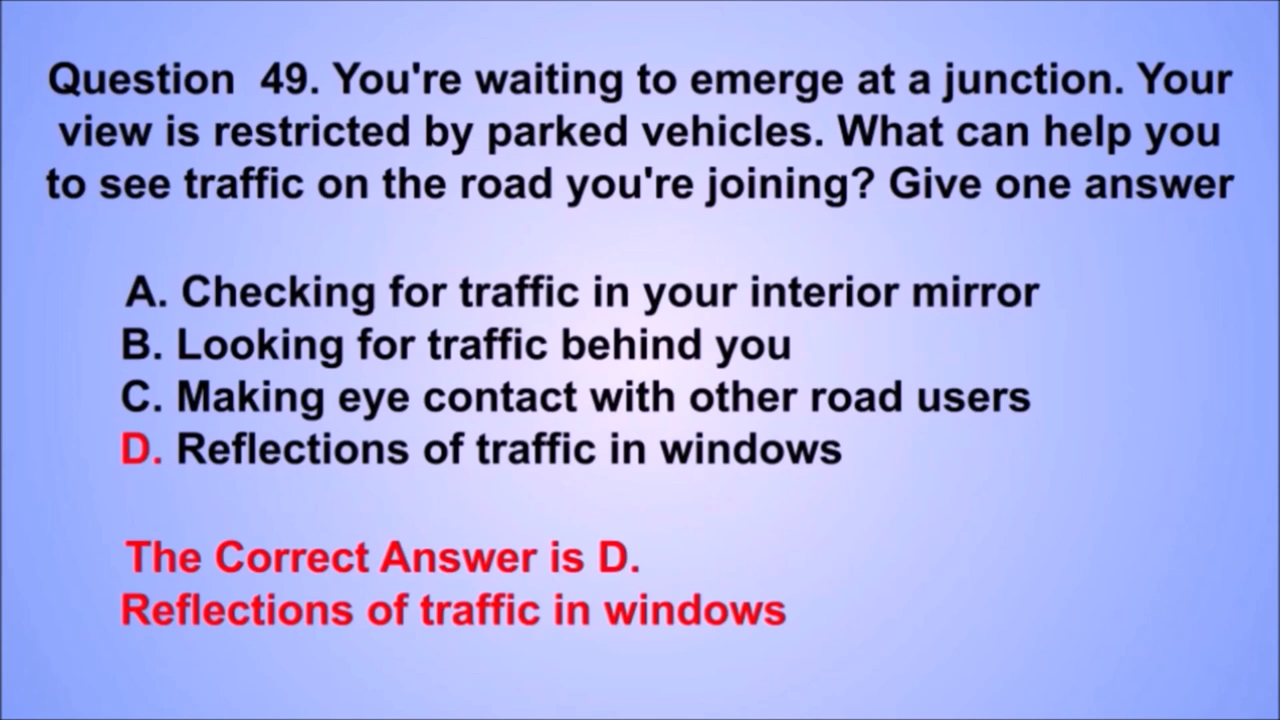 Question 49. You're waiting to emerge at a junction. Your
view is restricted by parked vehicles. What can help you
to see traffic on the road you're joining? Give one answer
A. Checking for traffic in your interior mirror
B. Looking for traffic behind you
C. Making eye contact with other road users
D. Reflections of traffic in windows
The Correct Answer is D.
Reflections of traffic in windows